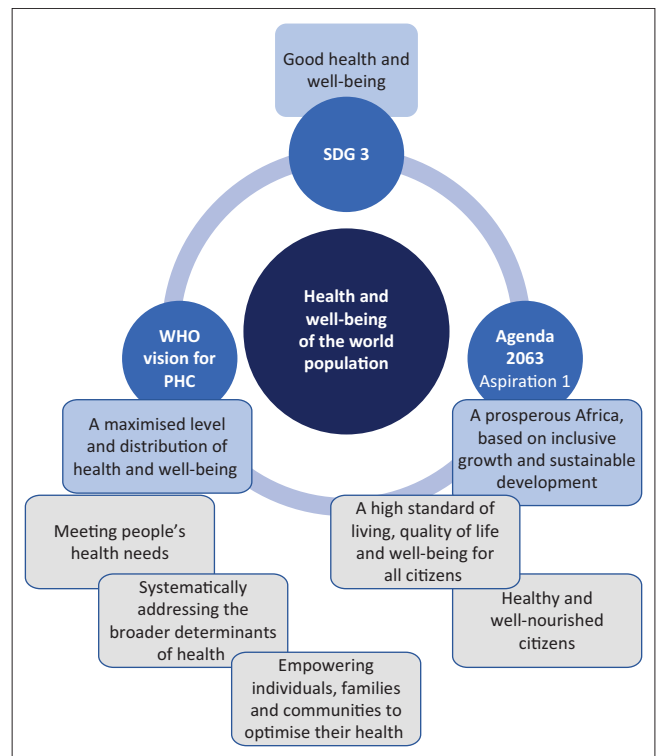 Good health and
well-being
SDG 3
Health and
well-being
of the world
population
WHO
vision for
PHC
A maximised level
and distribution of
health and well-being
Meeting people’s
health needs
Systematically
addressing the
broader determinants
of health
Empowering
individuals, families
and communities to
optimise their health
Agenda
2063
Aspiration 1
A prosperous Africa,
based on inclusive
growth and sustainable
development
A high standard of
living, quality of life
and well-being for
all citizens
Healthy and
well-nourished
citizens